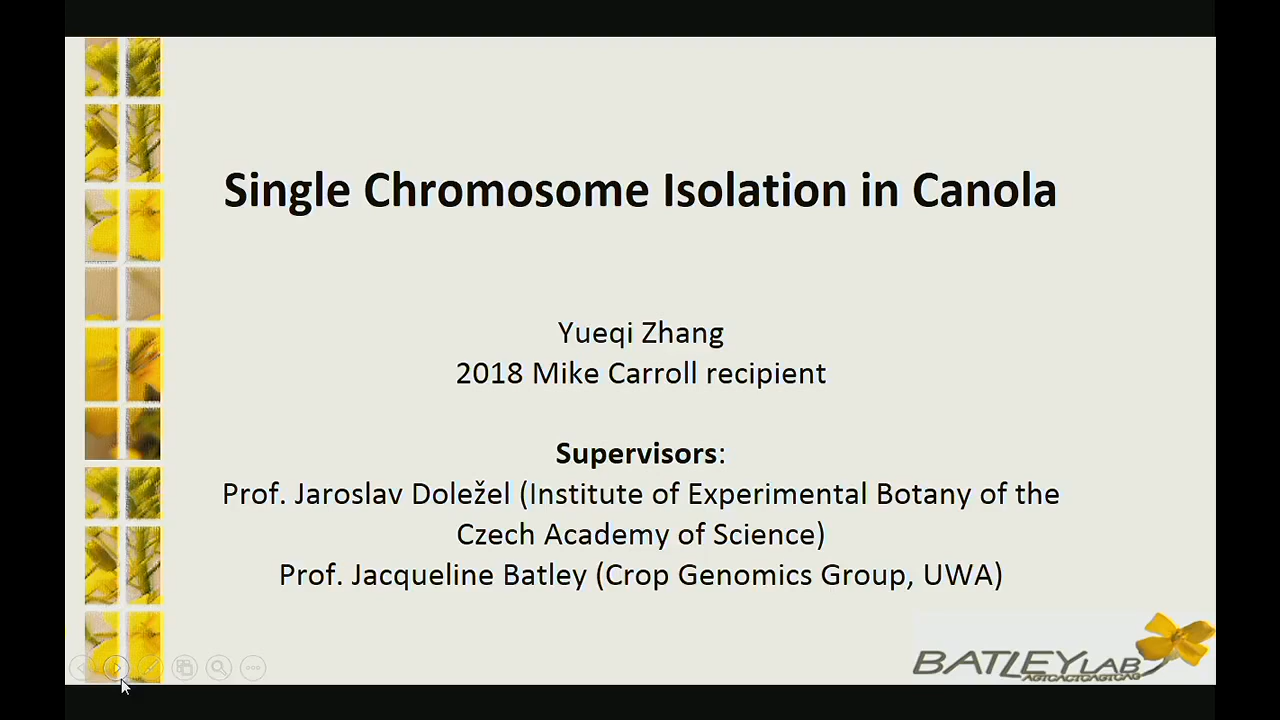 Single Chromosome Isolation in Canola
Yueqi Zhang
2018 Mike Carroll recipient
Supervisors:
Prof. Jaroslav Doležel (Institute of Experimental Botany of the
Czech Academy of Science)
Prof. Jacqueline Batley (Crop Genomics Group, UWA)
BATLEYLAB